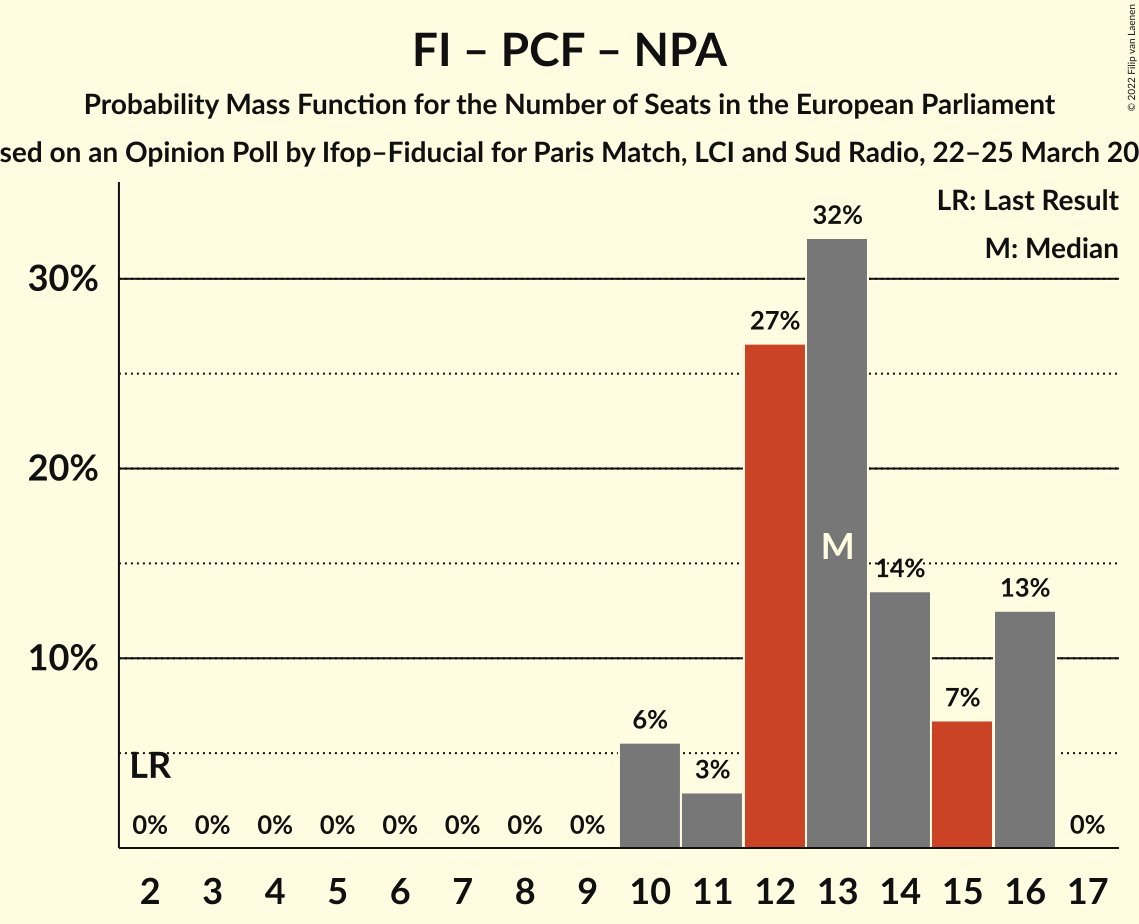 FI – PCF – NPA
Probability Mass Function for the Number of Seats in the European Parliament
sed on an Opinion Poll by Ifop–Fiducial for Paris Match, LCI and Sud Radio, 22–25 March 20
© 2022 Filip van Laenen
LR: Last Result
M: Median
30%
20%
10%
LR
0% 0% 0% 0% 0% 0% 0% 0% 6% 3% 27% 32% 14% 7% 13% 0%
M
2 3 4 5 6 7 8 9 10 11 12 13 14 15 16 17